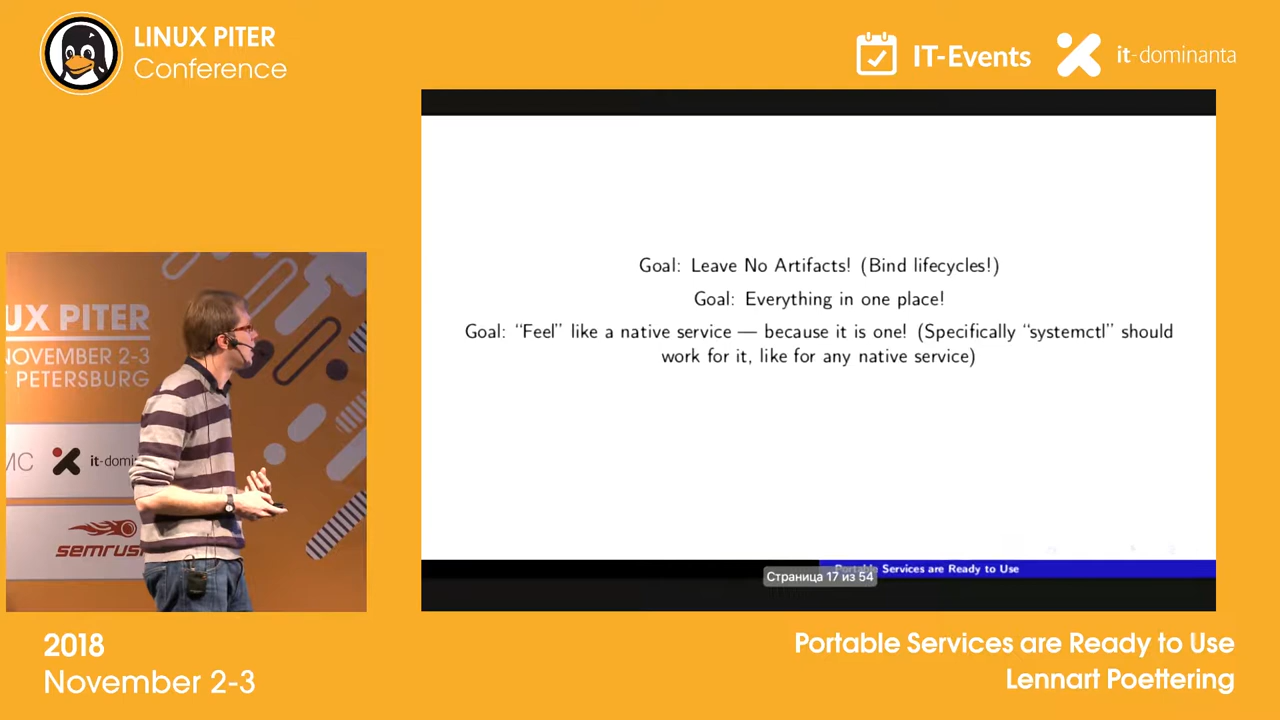 LINUX PITER
Conference
IT-Events
it-dominanta
Goal: Leave No Artifacts! (Bind lifecycles!)
Goal: Everything in one place!
Goal: “Feel” like a native service — because it is one! (Specifically “systemctl” should
work for it, like for any native service)
Services are Ready to Use
Страница 17 из 54
UX PITER
NOVEMBER 2-3
PETERSBURG
MC
it-domi
semrus
2018
November 2-3
Portable Services are Ready to Use
Lennart Poettering